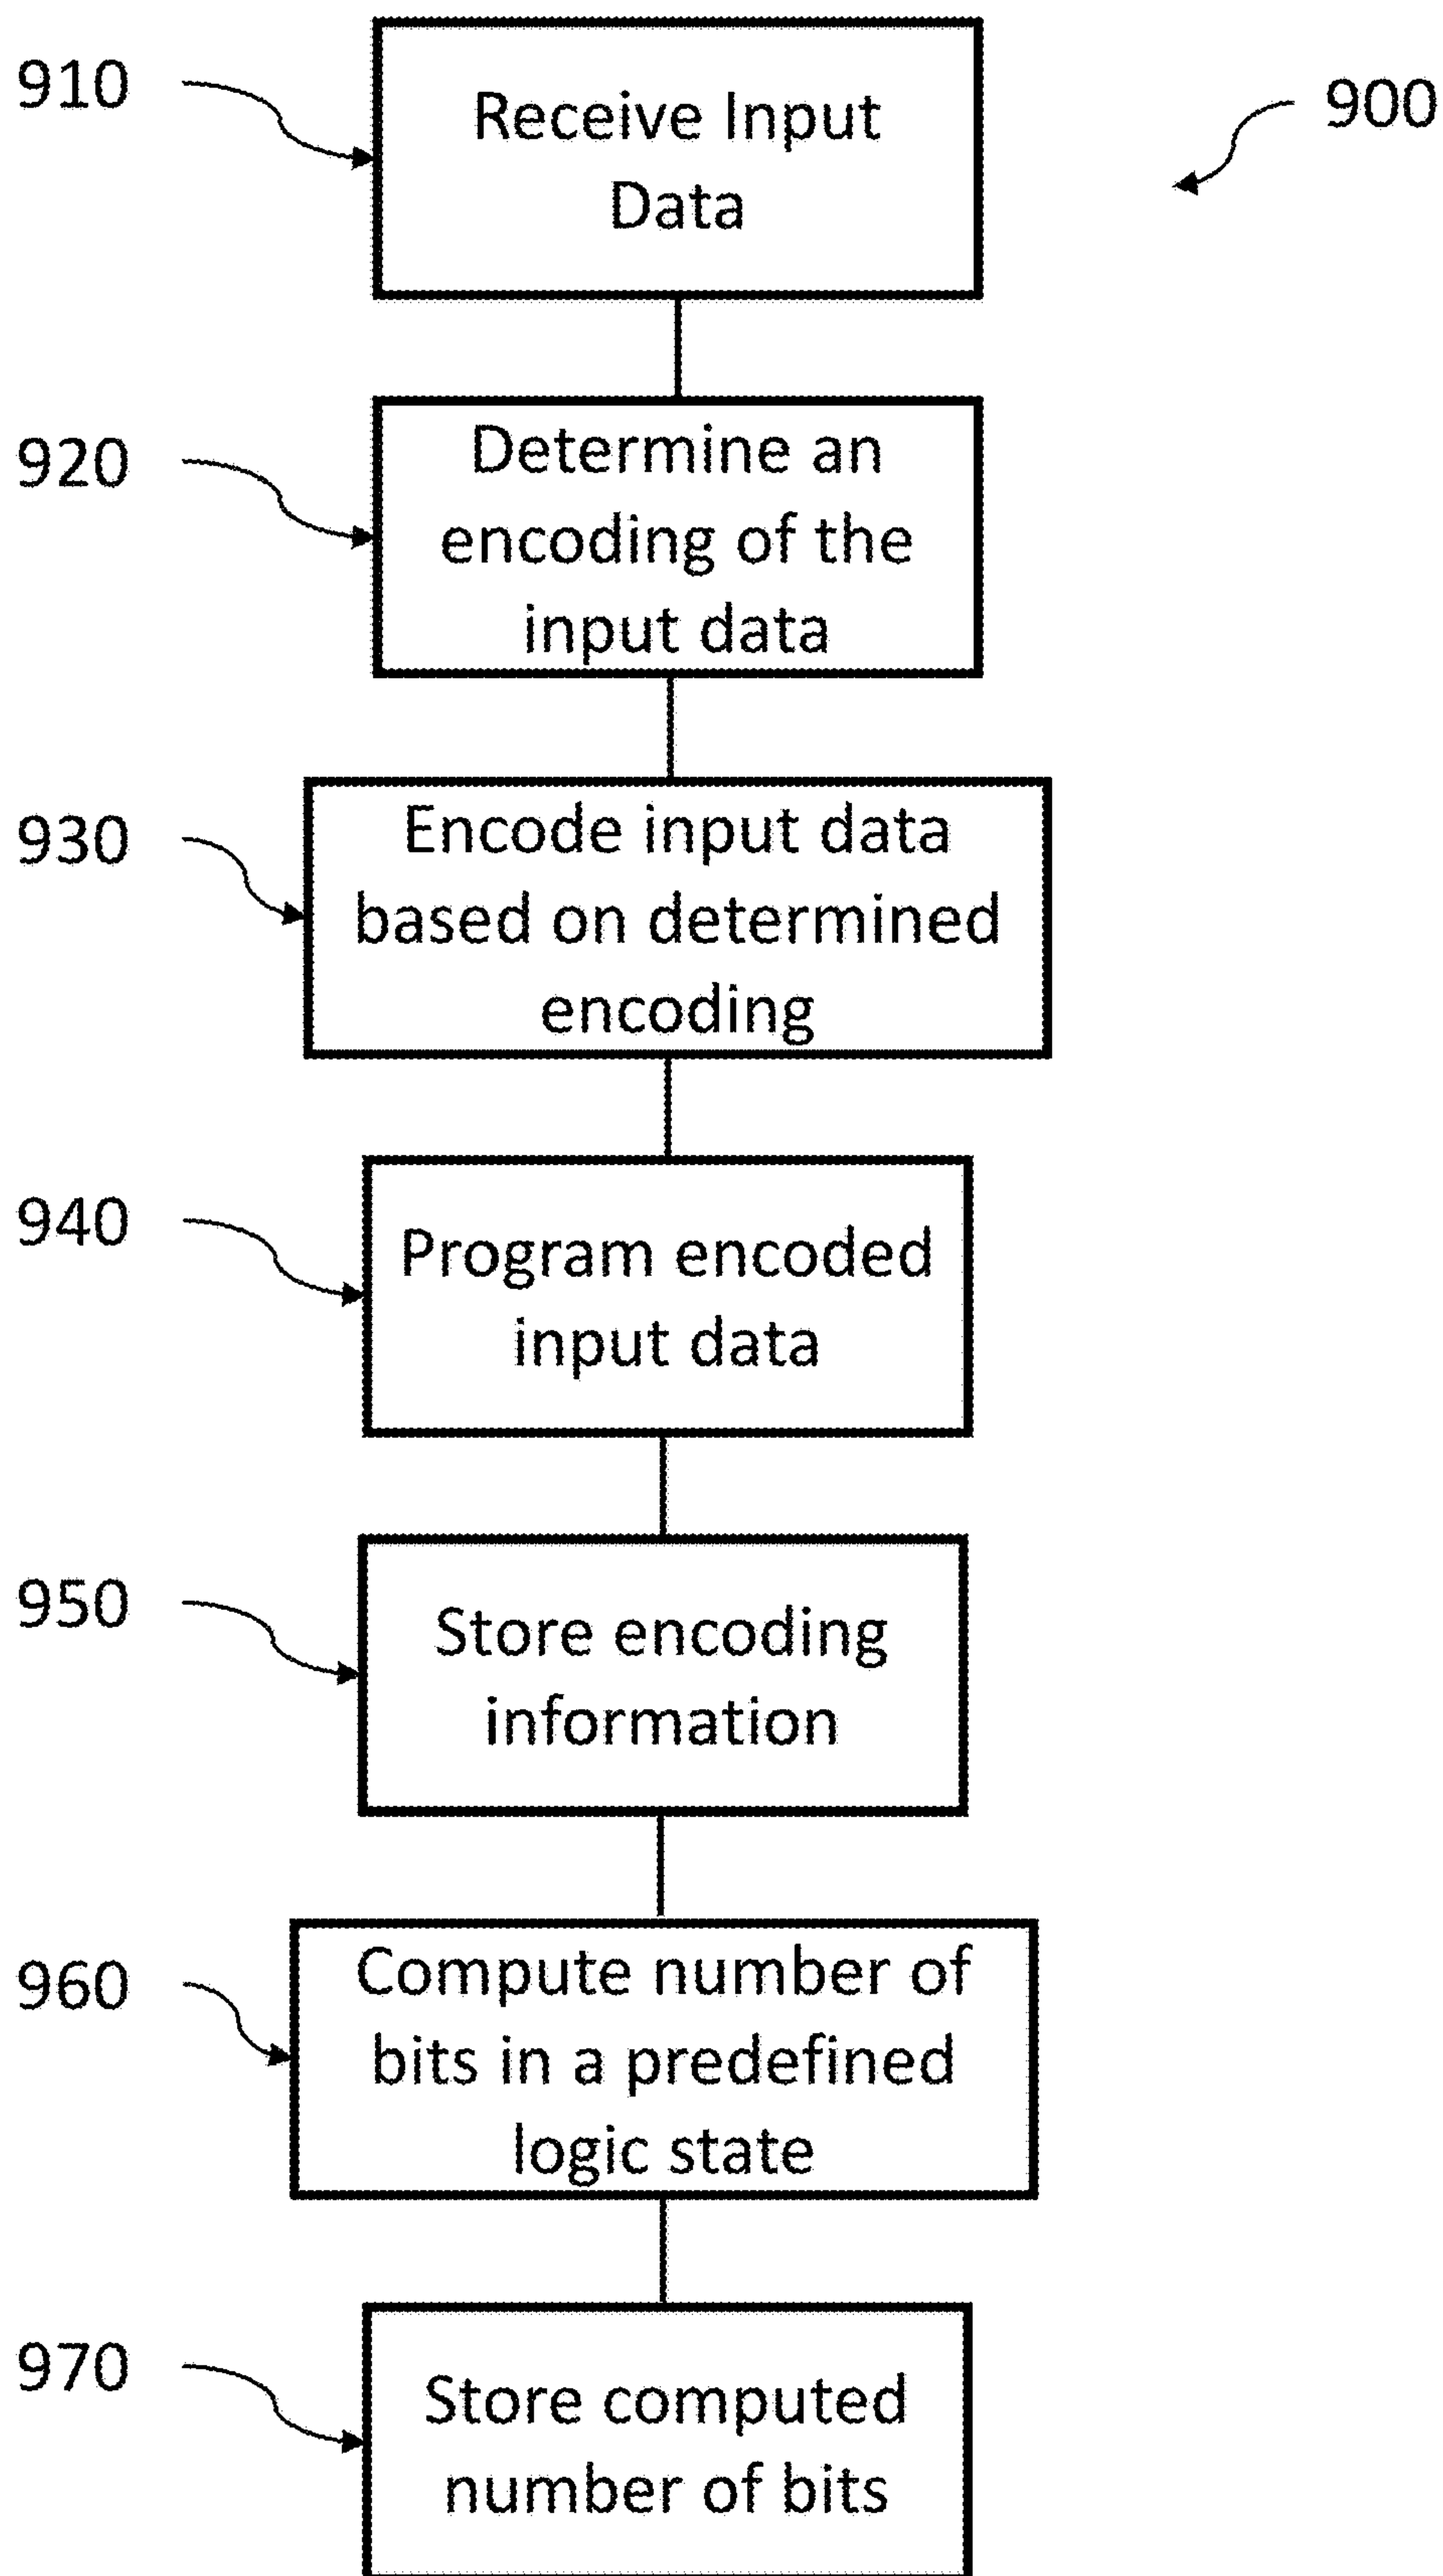 910
Receive Input
Data
900
920
Determine an
encoding of the
input data
930
Encode input data
based on determined
encoding
940
Program encoded
input data
950
Store encoding
information
960
Compute number of
bits in a predefined
logic state
970
Store computed
number of bits